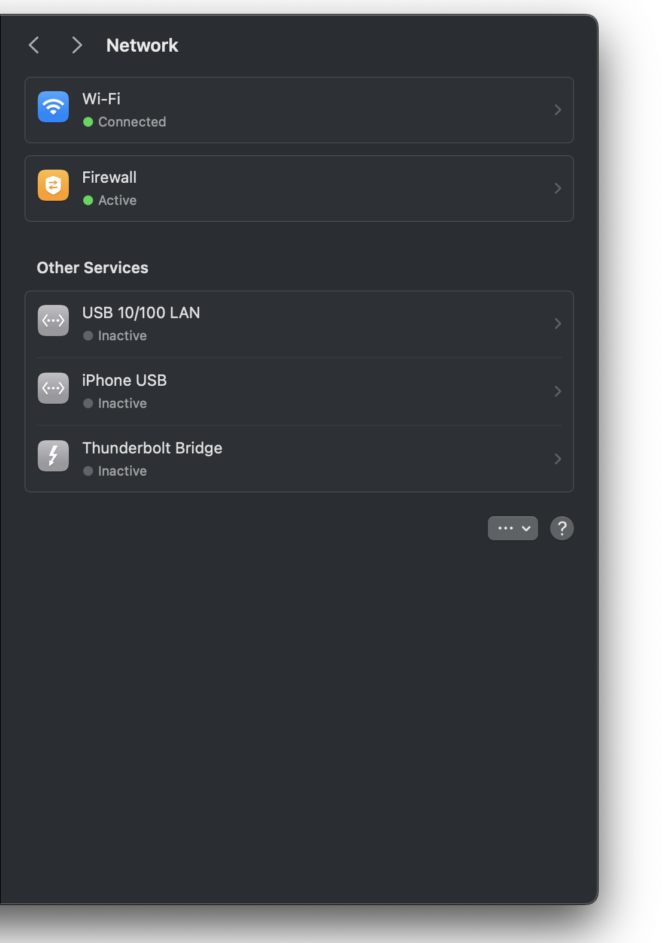 Network
Wi-Fi
Connected
Firewall
Active
Other Services
USB 10/100 LAN
Inactive
iPhone USB
Inactive
Thunderbolt Bridge
Inactive
... ?